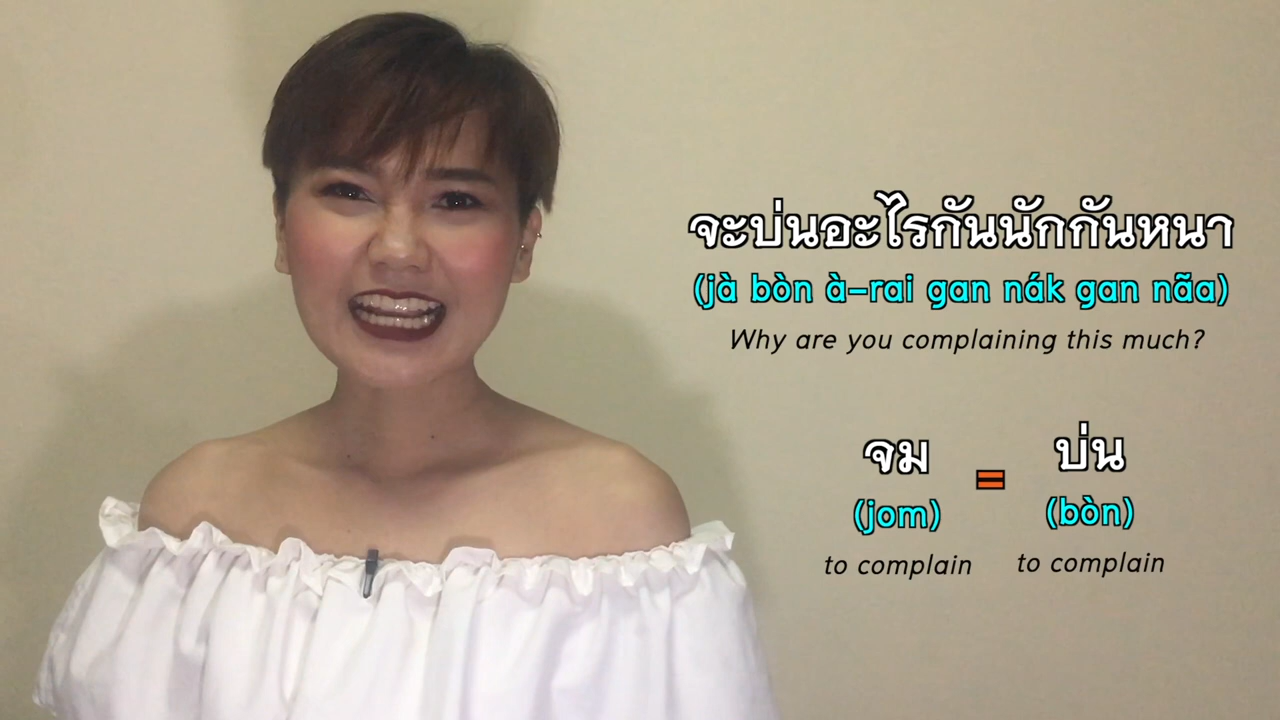 จะบ่นอะไรกันนักกันหนา
(jà bòn à-rai gan nák gan nãa)
Why are you complaining this much?
จม = บ่น
(jom) (bòn)
to complain to complain